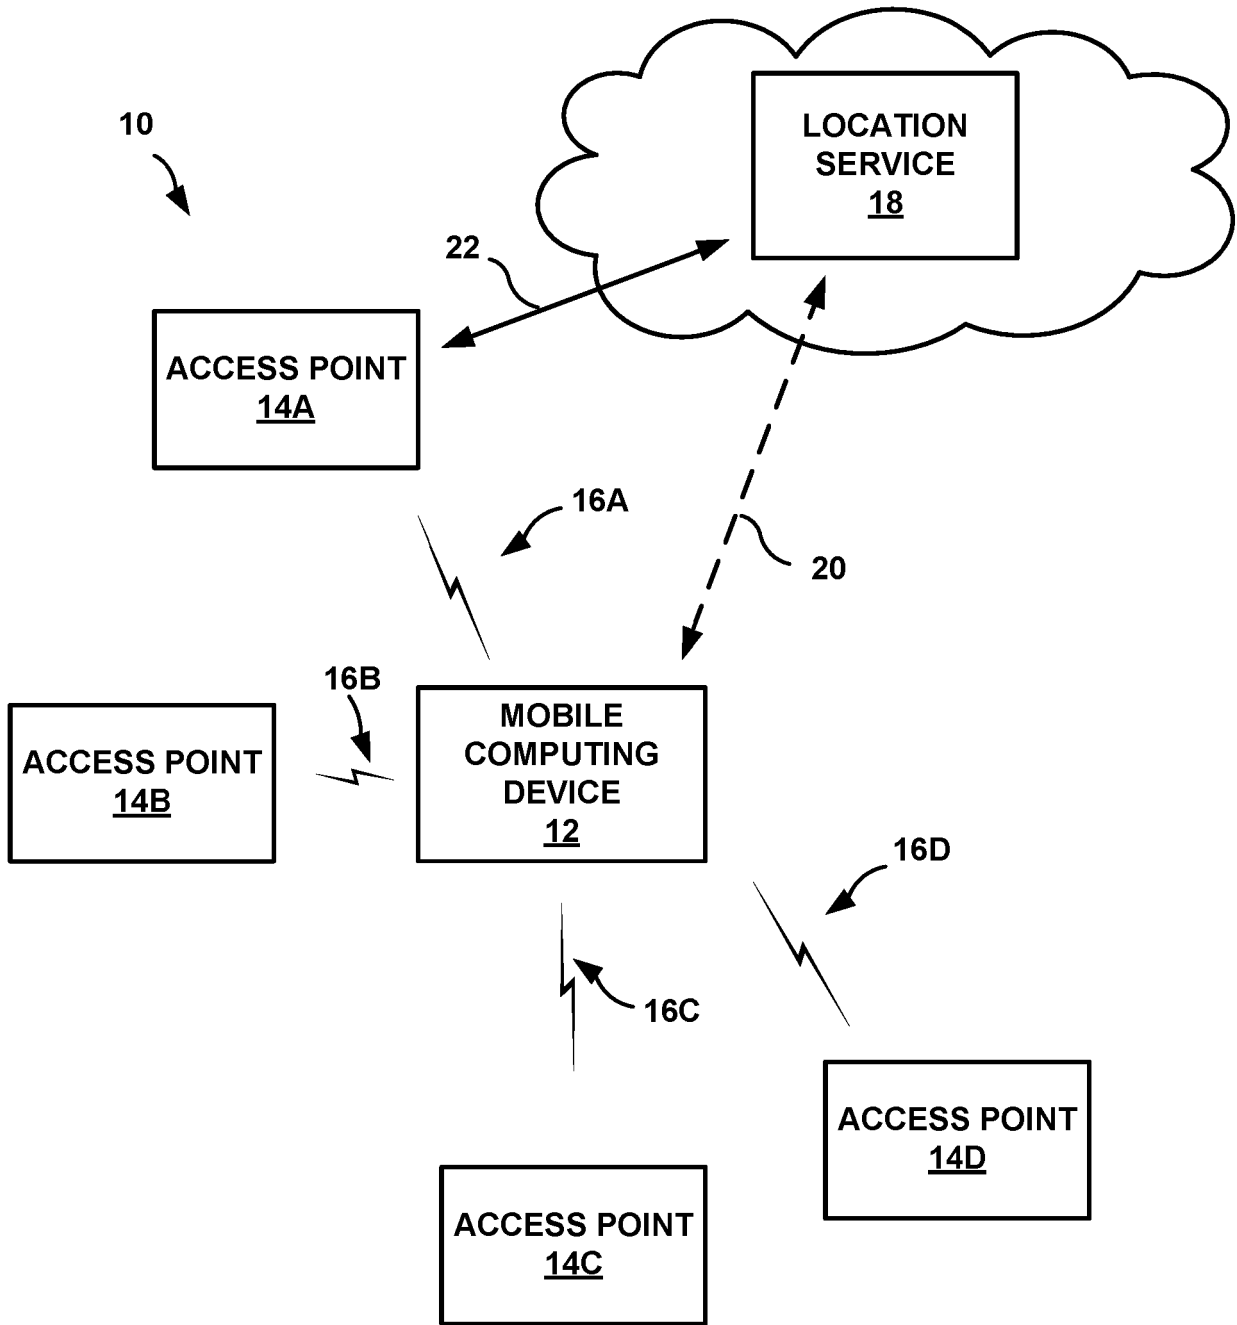 10
LOCATION
SERVICE
18
22
ACCESS POINT
14A
16A
20
16B
MOBILE
COMPUTING
DEVICE
12
ACCESS POINT
14B
16D
16C
ACCESS POINT
14D
ACCESS POINT
14C